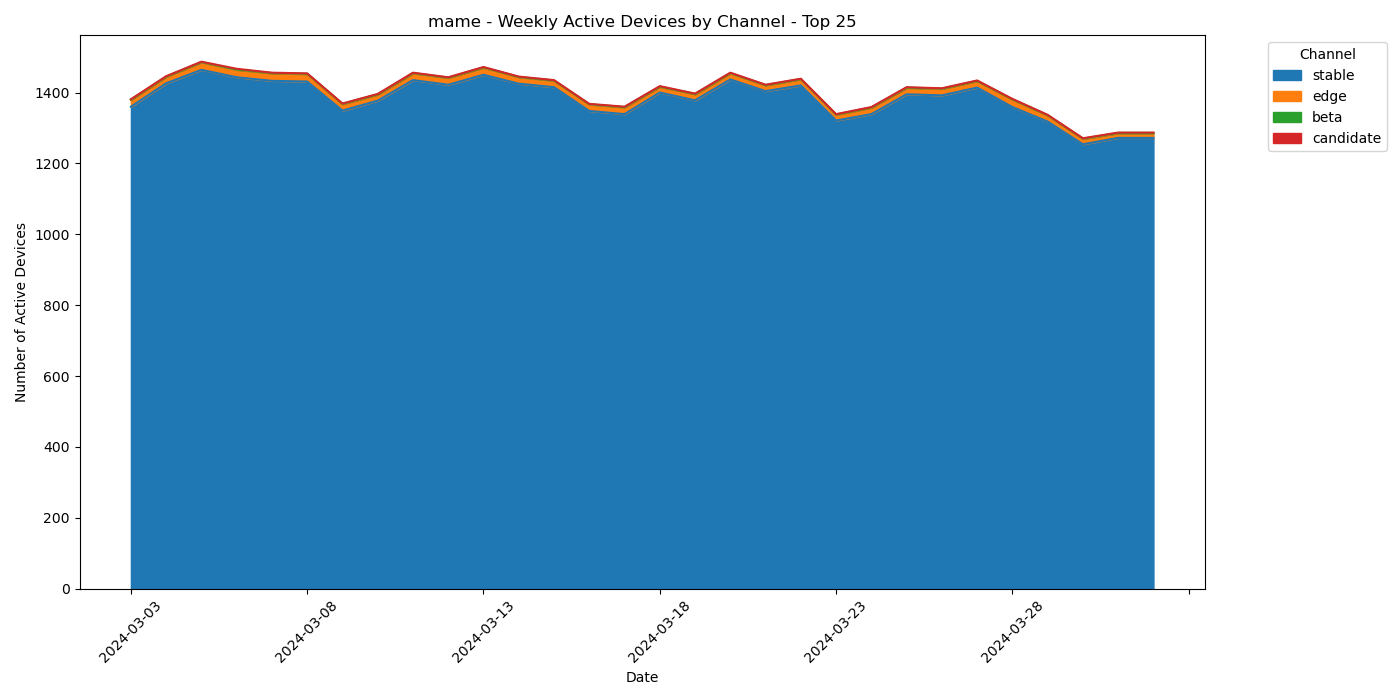 mame - Weekly Active Devices by Channel - Top 25
Channel
stable
edge
beta
candidate
Number of Active Devices
1400
1200
1000
800
600
400
200
0
2024-03-03
2024-03-08
2024-03-13
2024-03-18
2024-03-23
2024-03-28
Date